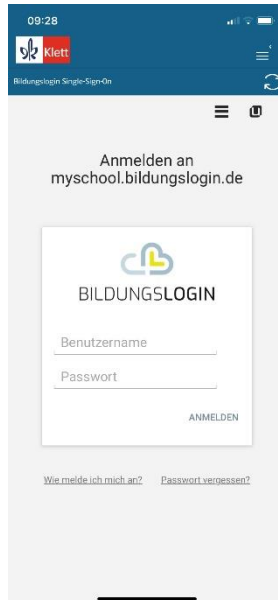 09:28
Klett
Bildungslogin Single-Sign-On
Anmelden an
myschool.bildungslogin.de
BILDUNGSLOGIN
Benutzername
Passwort
ANMELDEN
Wie melde ich mich an? Passwort vergessen?